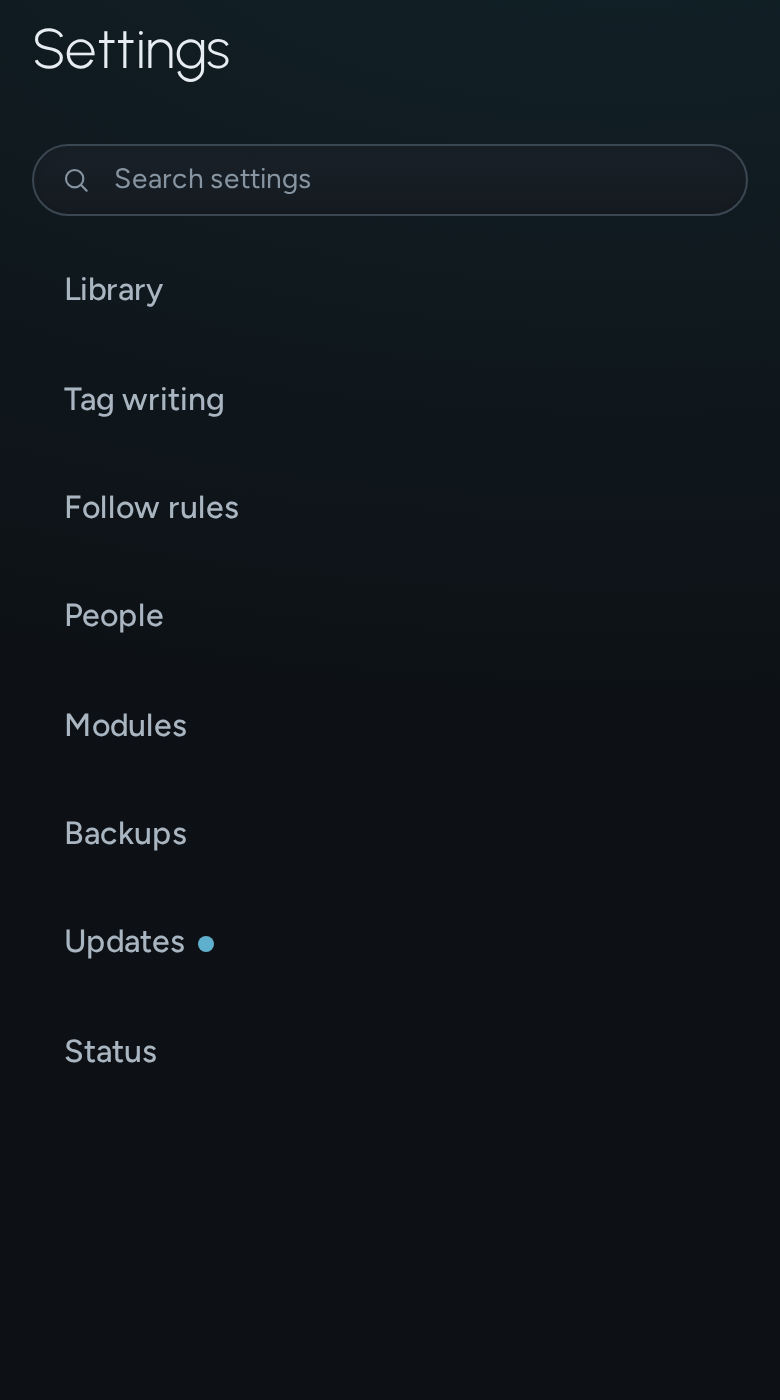 Settings
Search settings
Library
Tag writing
Follow rules
People
Modules
Backups
Updates
Status